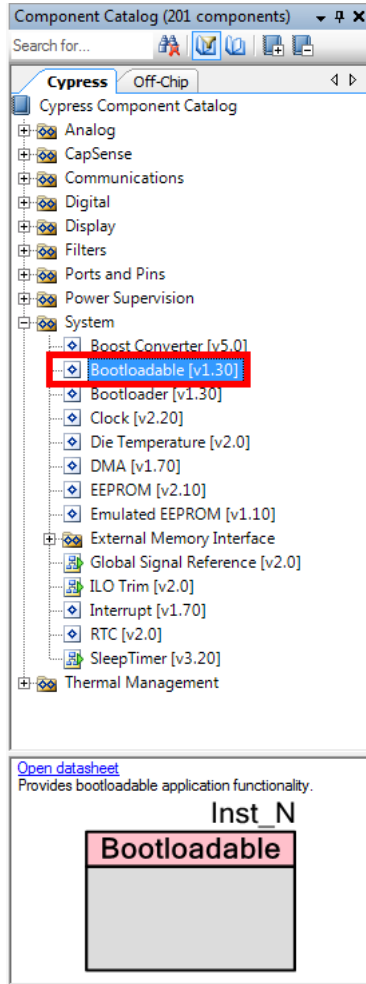 Component Catalog (201 components)
Search for...
Cypress Off-Chip
Cypress Component Catalog
Analog
CapSense
Communications
Digital
Display
Filters
Ports and Pins
Power Supervision
System
Boost Converter [v5.0]
Bootloadable [v1.30]
Bootloader [v1.30]
Clock [v2.20]
Die Temperature [v2.0]
DMA [v1.70]
EEPROM [v2.10]
Emulated EEPROM [v1.10]
External Memory Interface
Global Signal Reference [v2.0]
ILO Trim [v2.0]
Interrupt [v1.70]
RTC [v2.0]
SleepTimer [v3.20]
Thermal Management
Open datasheet
Provides bootloadable application functionality.
Inst_N
Bootloadable